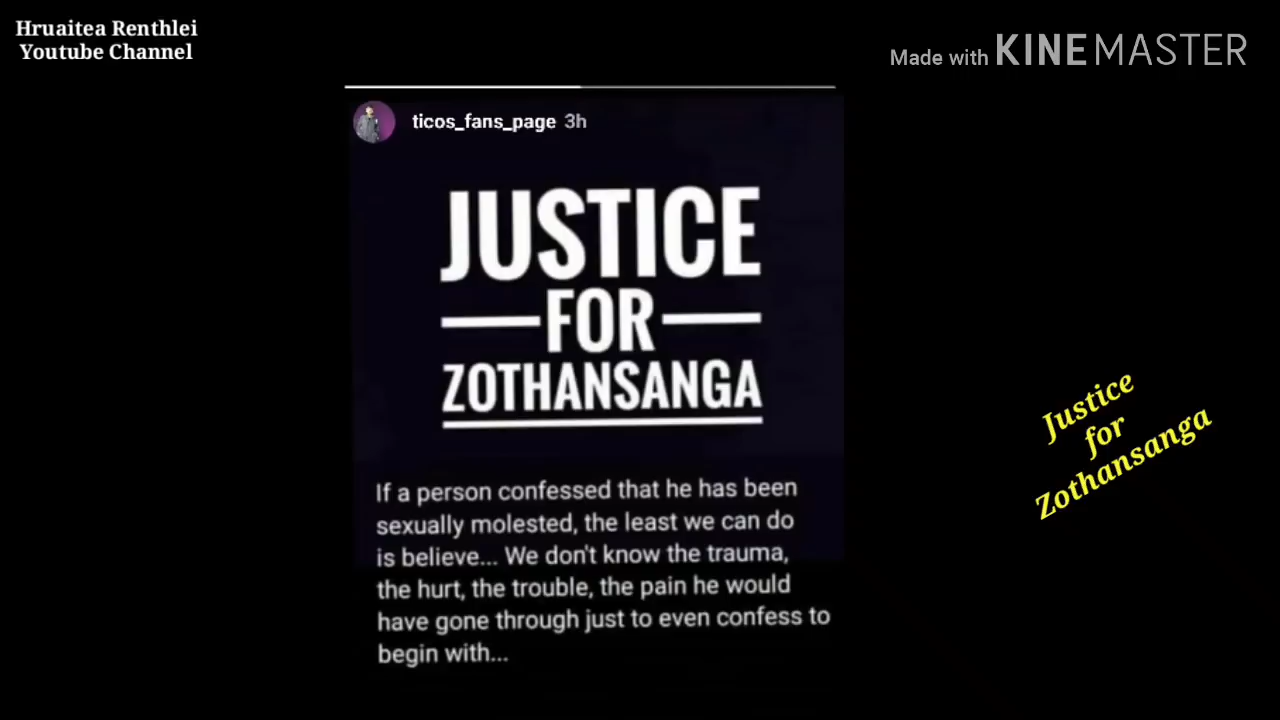 Hruaitea Renthlei
Youtube Channel
Made with KINEMASTER
ticos_fans_page 3h
JUSTICE
FOR
ZOTHANSANGA
If a person confessed that he has been
sexually molested, the least we can do
is believe... We don't know the trauma,
the hurt, the trouble, the pain he would
have gone through just to even confess to
begin with...
Justice
for
Zothansanga